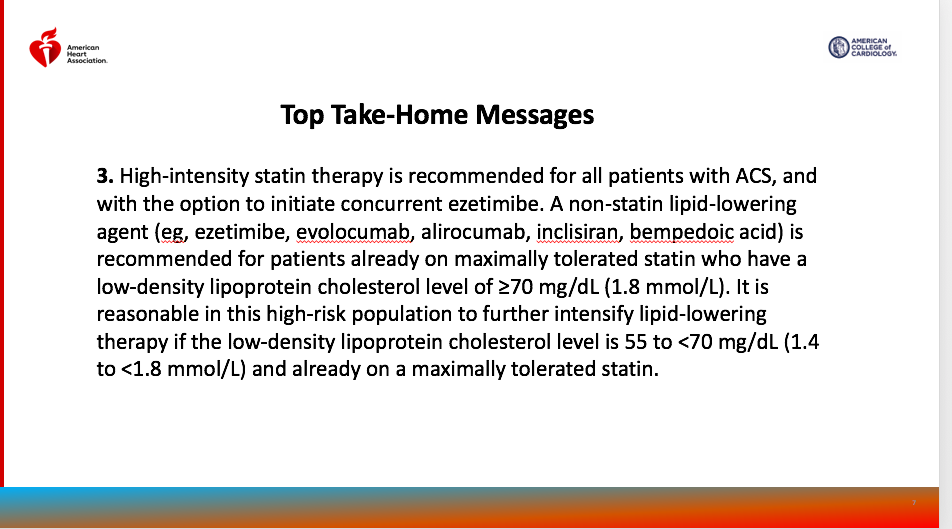 American
Heart
Association.
AMERICAN
COLLEGE of
CARDIOLOGY.
Top Take-Home Messages
3. High-intensity statin therapy is recommended for all patients with ACS, and
with the option to initiate concurrent ezetimibe. A non-statin lipid-lowering
agent (eg, ezetimibe, evolocumab, alirocumab, inclisiran, bempedoic acid) is
recommended for patients already on maximally tolerated statin who have a
low-density lipoprotein cholesterol level of ≥70 mg/dL (1.8 mmol/L). It is
reasonable in this high-risk population to further intensify lipid-lowering
therapy if the low-density lipoprotein cholesterol level is 55 to <70 mg/dL (1.4
to <1.8 mmol/L) and already on a maximally tolerated statin.